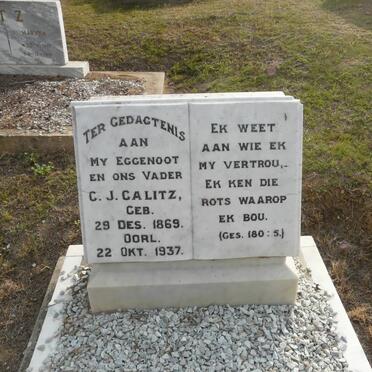 TER GEDAGTENIS
AAN
MY EGGENOOT
EN ONS VADER
C. J. CALITZ,
GEB.
29 DES. 1869.
OORL.
22 OKT. 1937.
EK WEET
AAN WIE EK
MY VERTROU,
EK KEN DIE
ROTS WAAROP
EK BOU.
(GES. 180:5.)